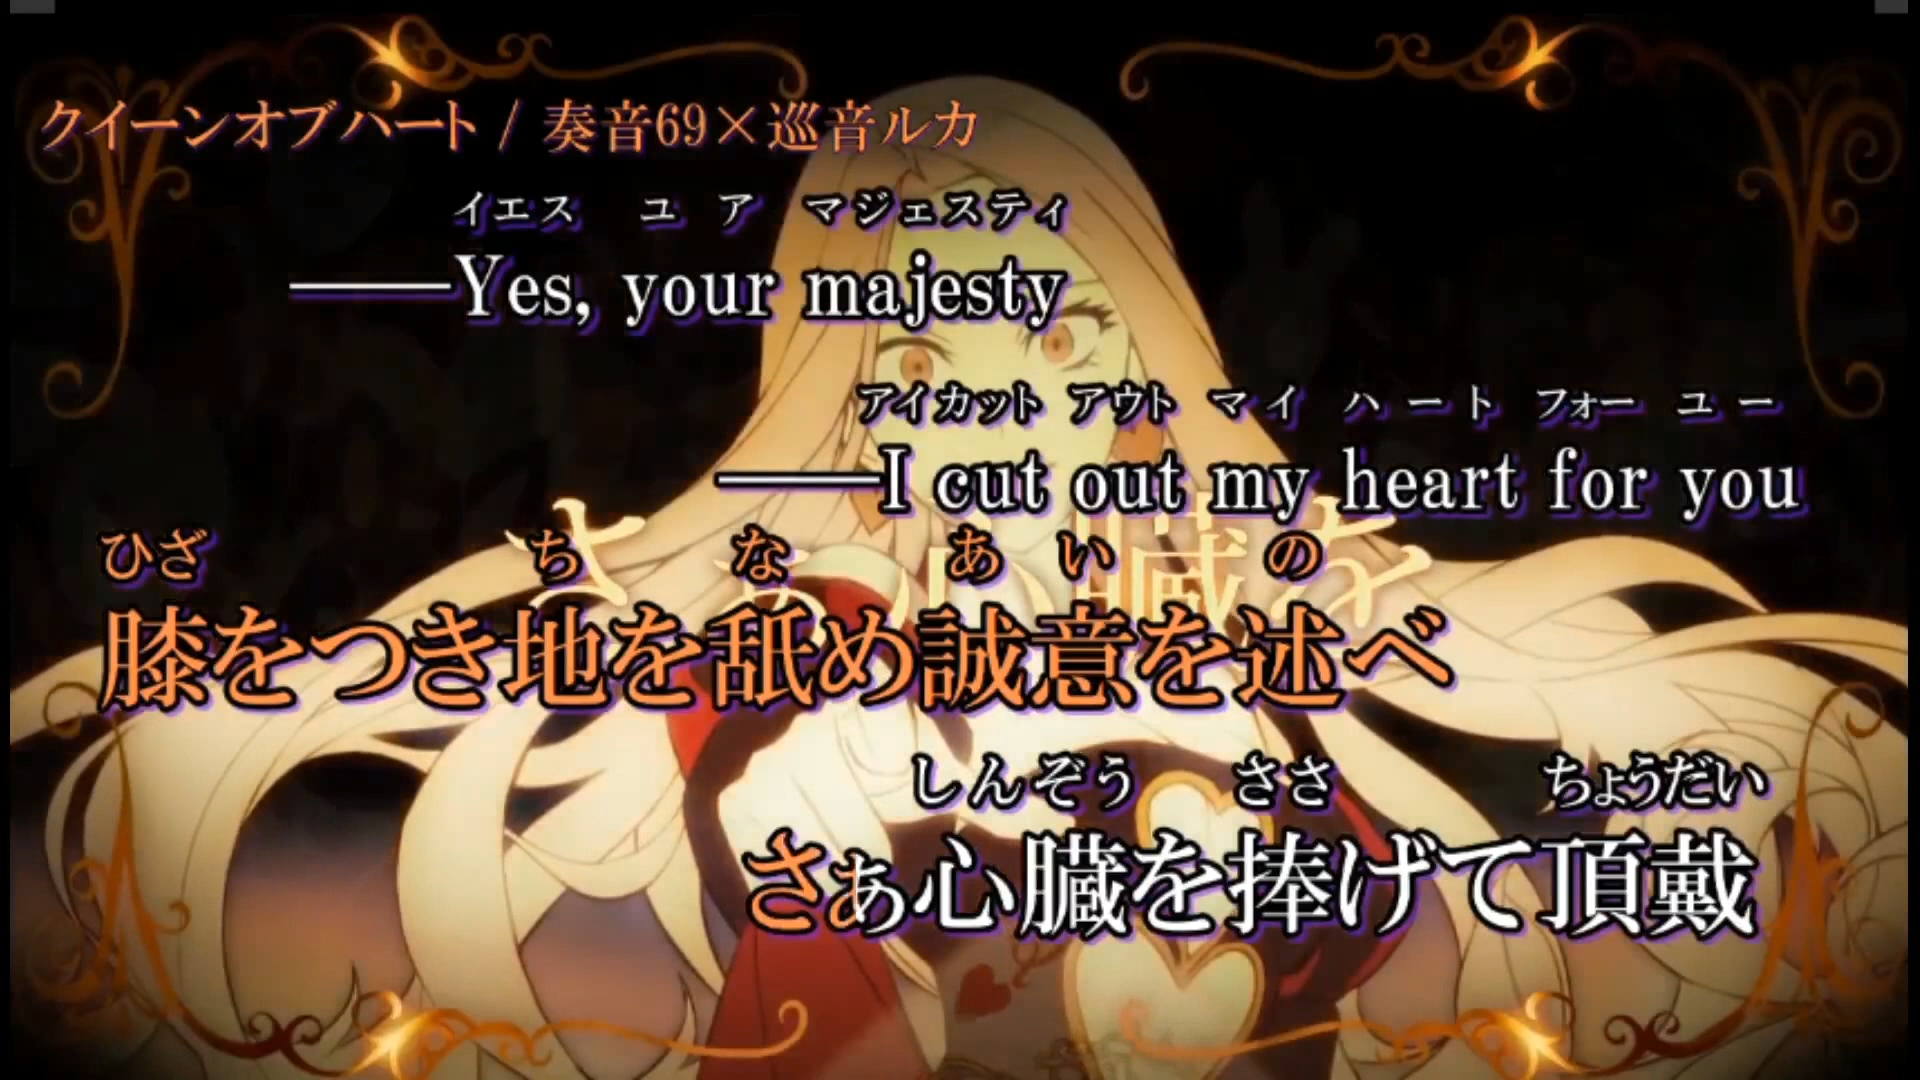 クイーンオブハート / 奏音69×巡音ルカ
イエス ユア マジェスティ
――Yes, your majesty
アイカット アウト マイ ハート フォー ユー
――I cut out my heart for you
さぁ心臓を
ひざ ち な あ い の
膝をつき地を舐め誠意を述べ
しんぞう ささ ちょうだい
さぁ心臓を捧げて頂戴